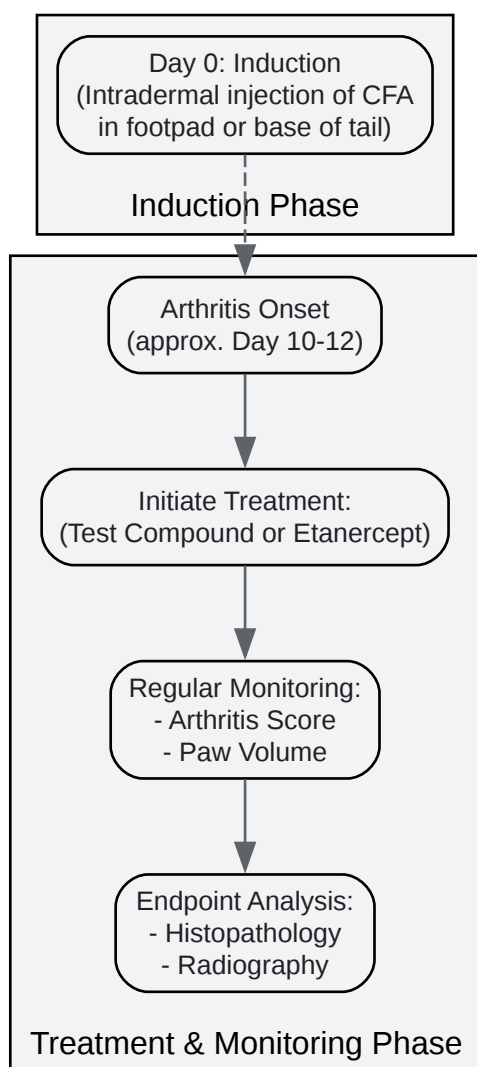 Day 0: Induction
(Intradermal injection of CFA
in footpad or base of tail)
Induction Phase
Arthritis Onset
(approx. Day 10-12)
Initiate Treatment:
(Test Compound or Etanercept)
Regular Monitoring:
- Arthritis Score
- Paw Volume
Endpoint Analysis:
- Histopathology
- Radiography
Treatment & Monitoring Phase